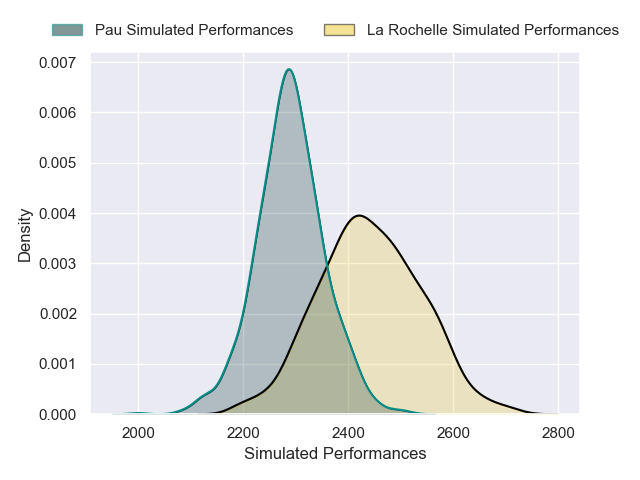 Pau Simulated Performances La Rochelle Simulated Performances
0.007
0.006
0.005
0.004
0.003
0.002
0.001
0.000
Density
2000 2200 2400 2600 2800
Simulated Performances